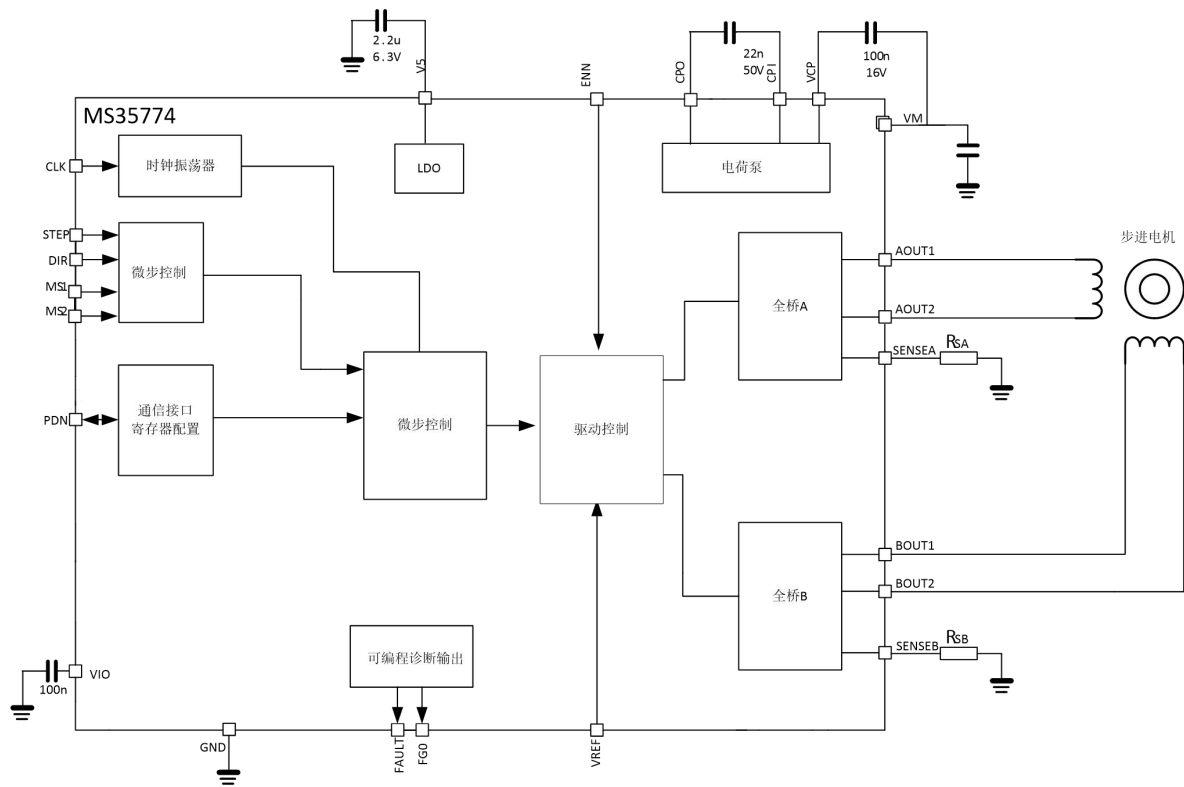 2.2u
6.3V
V5
ENN
CPO
22n
50V
CPI
VCP
100n
16V
MS35774
VM
CLK
时钟振荡器
LDO
电荷泵
STEP
DIR
MS1
MS2
微步控制
步进电机
AOUT1
全桥A
AOUT2
SENSEA
RSA
PDN
通信接口
寄存器配置
微步控制
驱动控制
BOUT1
全桥B
BOUT2
SENSEB
RSB
可编程诊断输出
VIO
100n
GND
FAULT
FG0
VREF